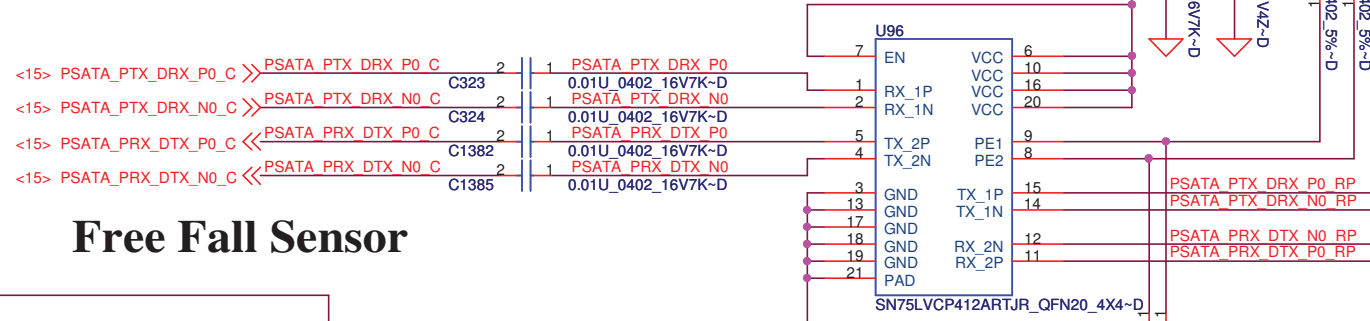 U96
6V7K~D
V4Z~D
402_5%~D
402_5%~D
<15> PSATA_PTX_DRX_P0_C PSATA_PTX_DRX_P0_C 2 1 PSATA_PTX_DRX_P0
C323 0.01U_0402_16V7K~D
<15> PSATA_PTX_DRX_N0_C PSATA_PTX_DRX_N0_C 2 1 PSATA_PTX_DRX_N0
C324 0.01U_0402_16V7K~D
<15> PSATA_PRX_DTX_P0_C PSATA_PRX_DTX_P0_C 2 1 PSATA_PRX_DTX_P0
C1382 0.01U_0402_16V7K~D
<15> PSATA_PRX_DTX_N0_C PSATA_PRX_DTX_N0_C 2 1 PSATA_PRX_DTX_N0
C1385 0.01U_0402_16V7K~D
7 EN VCC 6
VCC 10
1 RX_1P VCC 16
2 RX_1N VCC 20
5 TX_2P PE1 9
4 TX_2N PE2 8
3 GND TX_1P 15 PSATA_PTX_DRX_P0_RP
13 GND TX_1N 14 PSATA_PTX_DRX_N0_RP
17 GND
18 GND RX_2N 12 PSATA_PRX_DTX_N0_RP
19 GND RX_2P 11 PSATA_PRX_DTX_P0_RP
21 PAD
SN75LVCP412ARTJR_QFN20_4X4~D
Free Fall Sensor
1
1
1
1